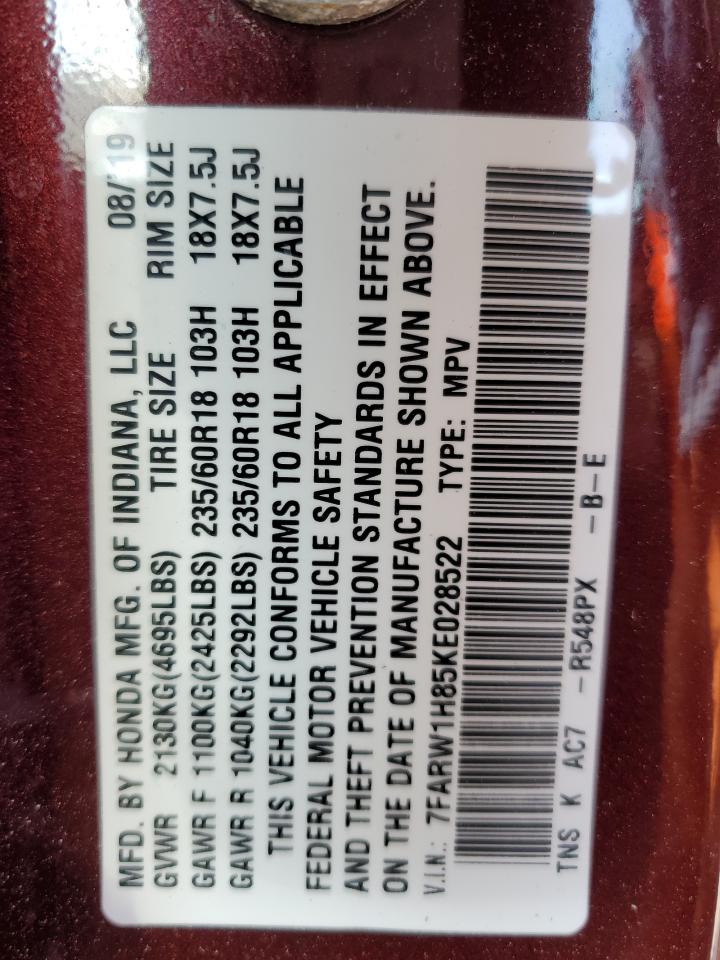 MFD. BY HONDA MFG. OF INDIANA, LLC 08/'19
GVWR 2130KG(4695LBS) TIRE SIZE RIM SIZE
GAWR F 1100KG(2425LBS) 235/60R18 103H 18X7.5J
GAWR R 1040KG(2292LBS) 235/60R18 103H 18X7.5J
THIS VEHICLE CONFORMS TO ALL APPLICABLE
FEDERAL MOTOR VEHICLE SAFETY
AND THEFT PREVENTION STANDARDS IN EFFECT
ON THE DATE OF MANUFACTURE SHOWN ABOVE.
V.I.N.: 7FARW1H85KE028522 TYPE: MPV
TNS K AC7 -R548PX -B-E